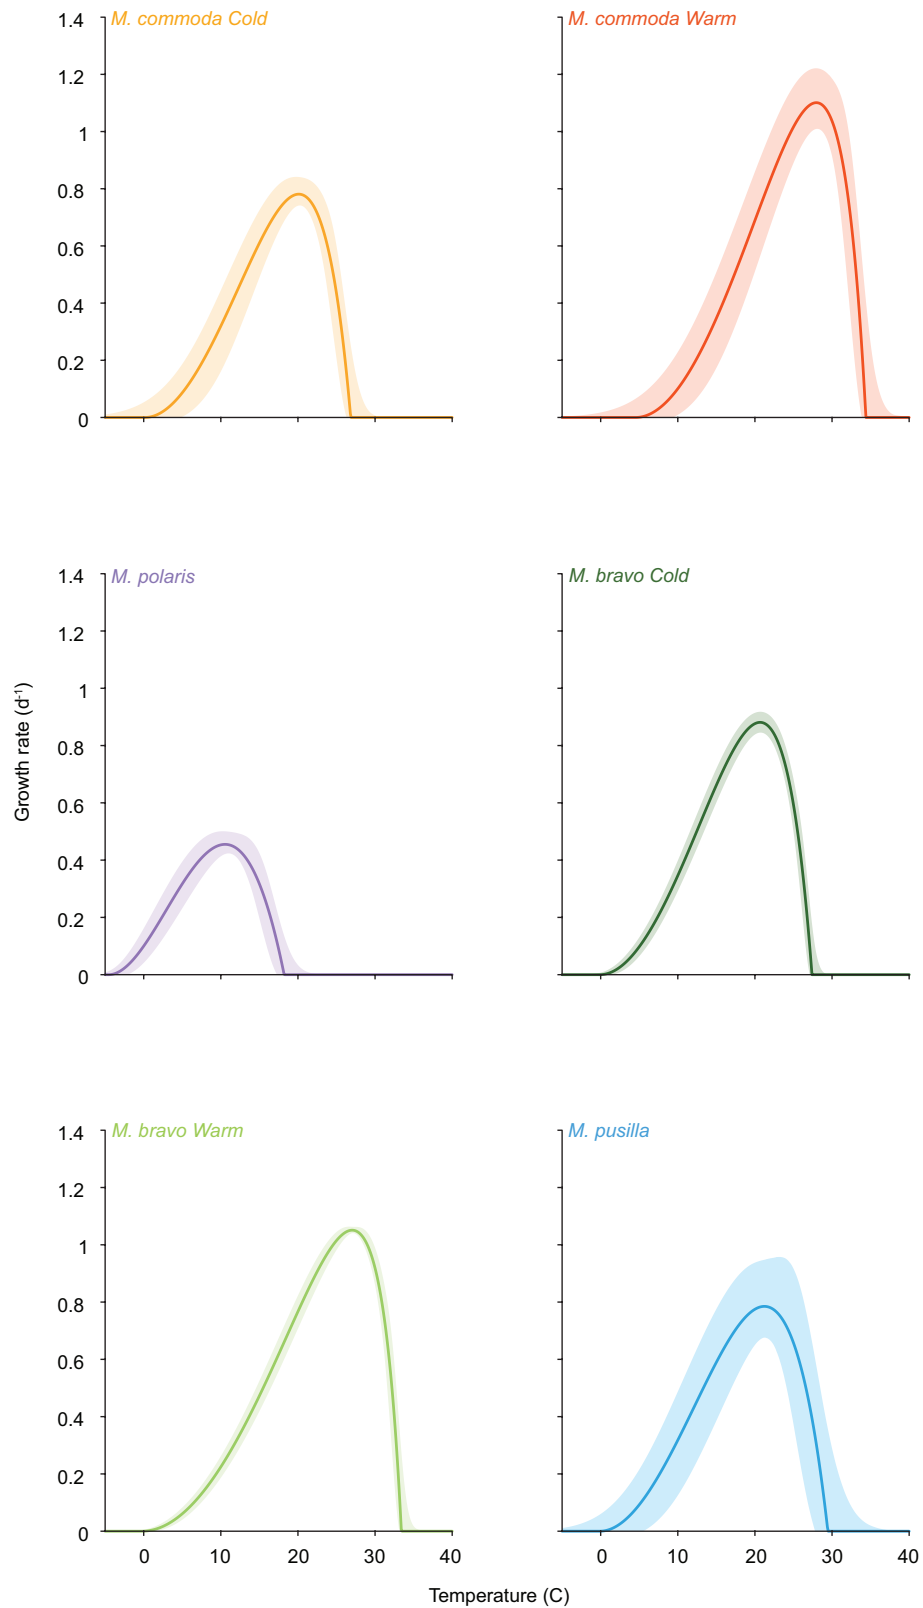 M. commoda Cold
M. commoda Warm
1.4
1.2
1
0.8
0.6
0.4
0.2
0
M. polaris
M. bravo Cold
1.4
1.2
1
0.8
0.6
0.4
0.2
0
Growth rate (d⁻¹)
M. bravo Warm
M. pusilla
1.4
1.2
1
0.8
0.6
0.4
0.2
0
0 10 20 30 40
0 10 20 30 40
Temperature (C)